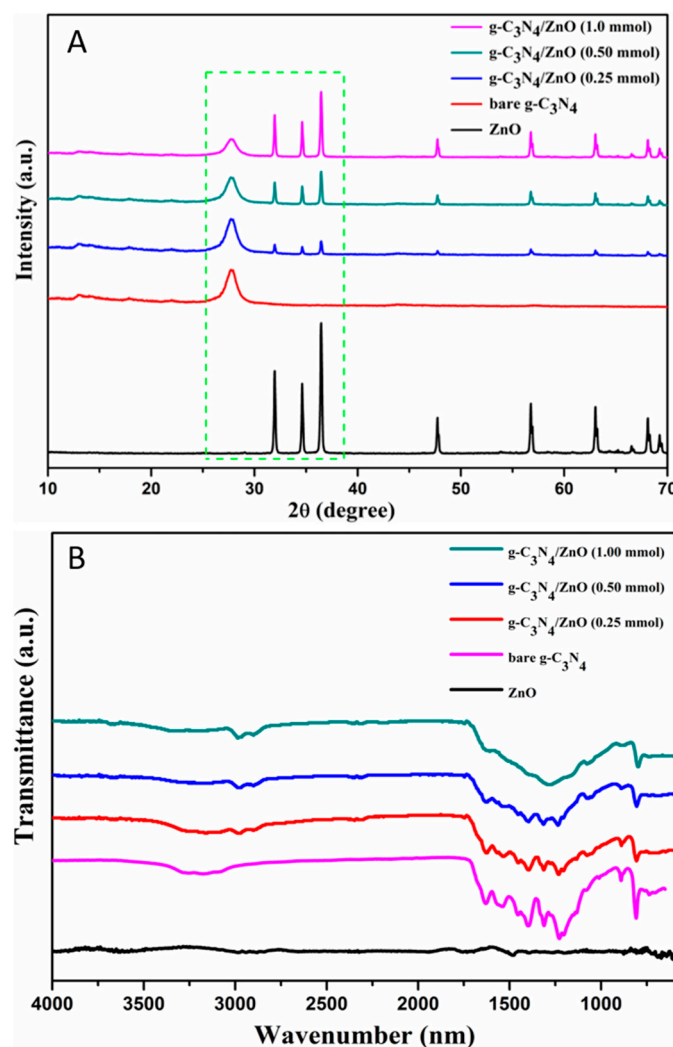 A
g-C₃N₄/ZnO (1.0 mmol)
g-C₃N₄/ZnO (0.50 mmol)
g-C₃N₄/ZnO (0.25 mmol)
bare g-C₃N₄
ZnO
Intensity (a.u.)
10 20 30 40 50 60 70
2θ (degree)
B
g-C₃N₄/ZnO (1.00 mmol)
g-C₃N₄/ZnO (0.50 mmol)
g-C₃N₄/ZnO (0.25 mmol)
bare g-C₃N₄
ZnO
Transmittance (a.u.)
4000 3500 3000 2500 2000 1500 1000
Wavenumber (nm)